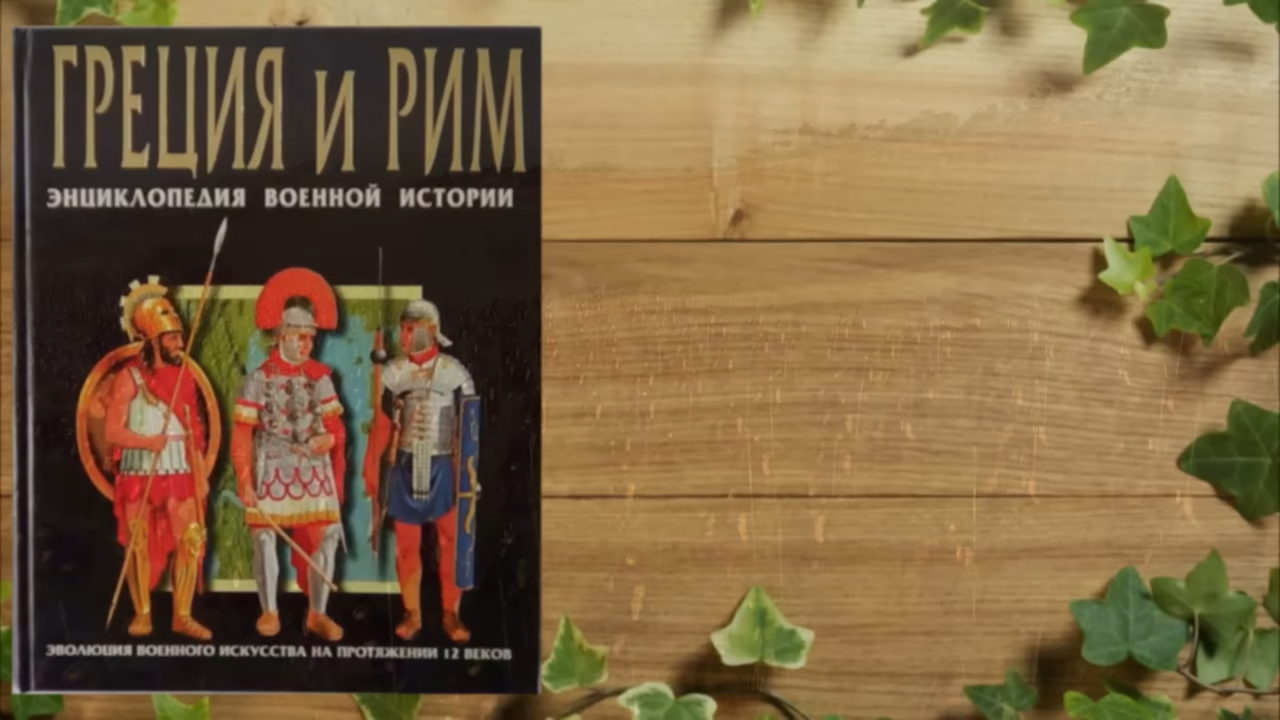 ГРЕЦИЯ И РИМ
ЭНЦИКЛОПЕДИЯ ВОЕННОЙ ИСТОРИИ
ЭВОЛЮЦИЯ ВОЕННОГО ИСКУССТВА НА ПРОТЯЖЕНИИ 12 ВЕКОВ